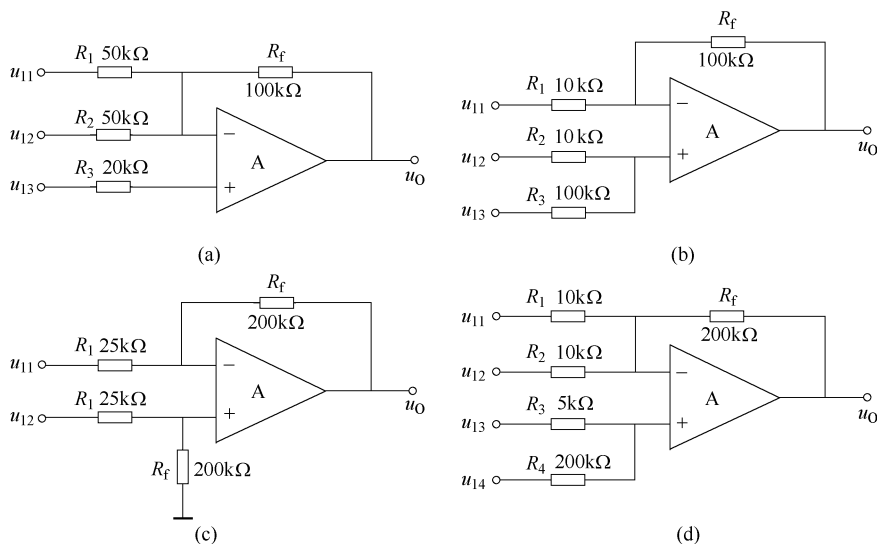 R1 50kΩ
Rf
100kΩ
u11
R2 50kΩ
u12
−
A
R3 20kΩ
u13
+
uO
(a)
Rf
100kΩ
R1 10kΩ
u11
−
R2 10kΩ
A
u12
+
uO
u13
R3 100kΩ
(b)
Rf
200kΩ
R1 25kΩ
u11
−
A
R1 25kΩ
u12
+
uO
Rf 200kΩ
(c)
R1 10kΩ
Rf
200kΩ
u11
R2 10kΩ
u12
−
A
R3 5kΩ
u13
+
uO
R4 200kΩ
u14
(d)